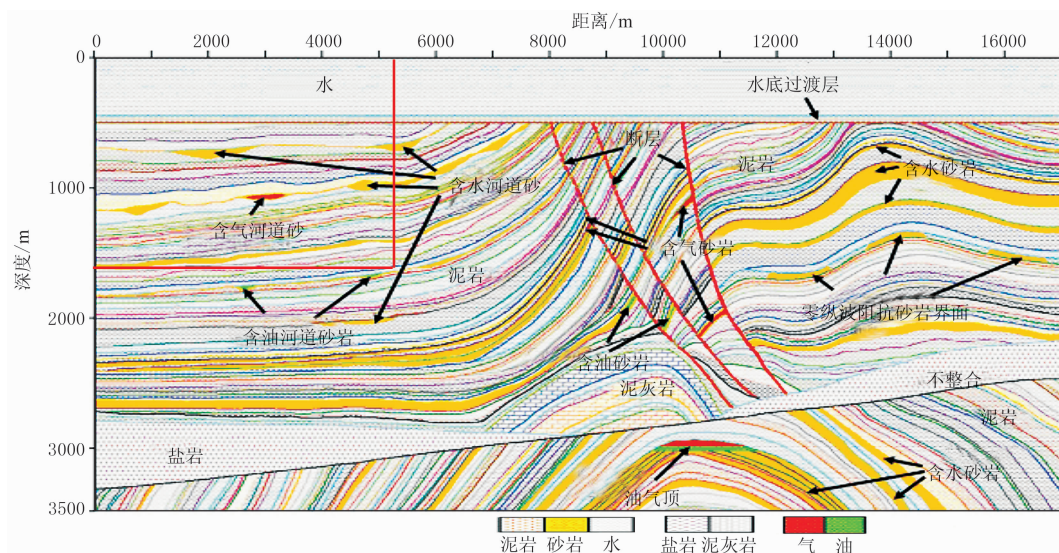 距离/m
0 2000 4000 6000 8000 10000 12000 14000 16000
深度/m
0
1000
2000
3000
3500
水
水底过渡层
断层
泥岩
含水砂岩
含水河道砂
含气河道砂
含气砂岩
泥岩
含油河道砂岩
零纵波阻抗砂岩界面
含油砂岩
泥灰岩
不整合
泥岩
盐岩
油气顶
含水砂岩
泥岩 砂岩 水 盐岩 泥灰岩 气 油